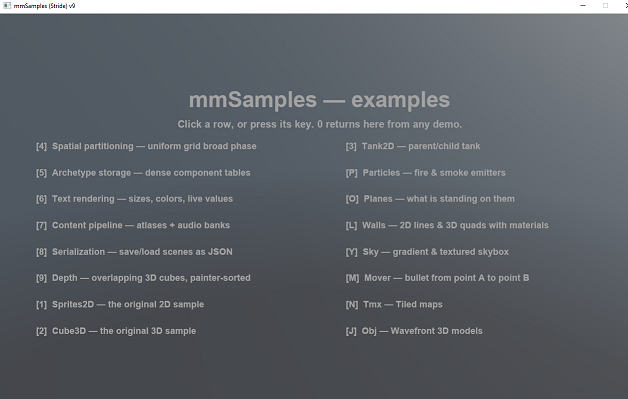 mmSamples (Stride) v9
mmSamples — examples
Click a row, or press its key. 0 returns here from any demo.
[4] Spatial partitioning — uniform grid broad phase
[5] Archetype storage — dense component tables
[6] Text rendering — sizes, colors, live values
[7] Content pipeline — atlases + audio banks
[8] Serialization — save/load scenes as JSON
[9] Depth — overlapping 3D cubes, painter-sorted
[1] Sprites2D — the original 2D sample
[2] Cube3D — the original 3D sample
[3] Tank2D — parent/child tank
[P] Particles — fire & smoke emitters
[O] Planes — what is standing on them
[L] Walls — 2D lines & 3D quads with materials
[Y] Sky — gradient & textured skybox
[M] Mover — bullet from point A to point B
[N] Tmx — Tiled maps
[J] Obj — Wavefront 3D models